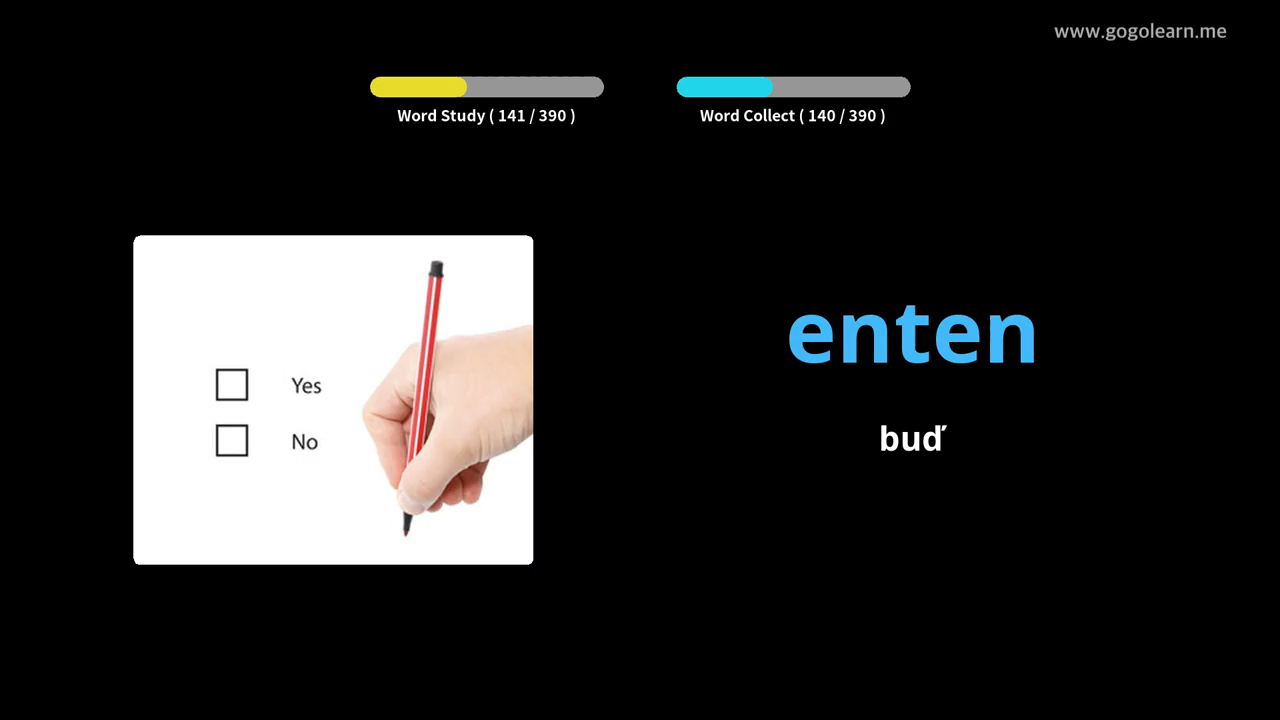 www.gogolearn.me
Word Study ( 141 / 390 )
Word Collect ( 140 / 390 )
Yes
No
enten
buď